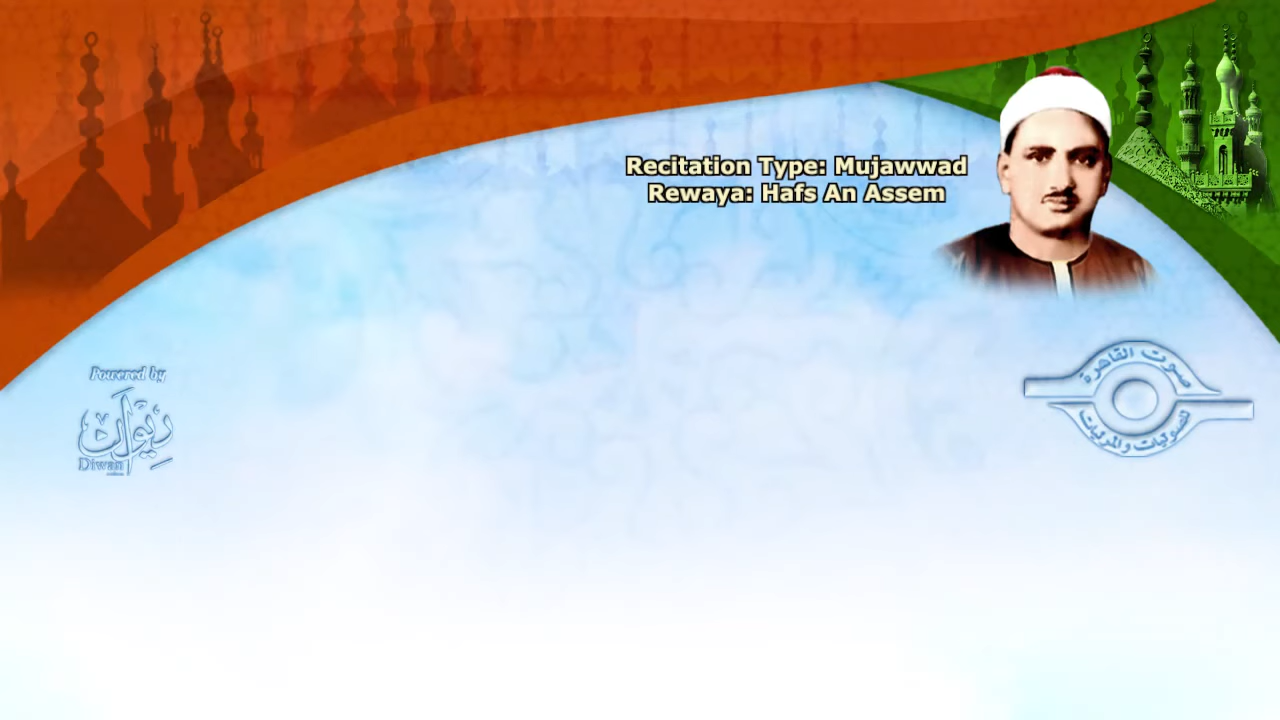 Recitation Type: Mujawwad
Rewaya: Hafs An Assem
Powered by
ديوان
Diwan
صوت القاهرة
للصوتيات والمرئيات